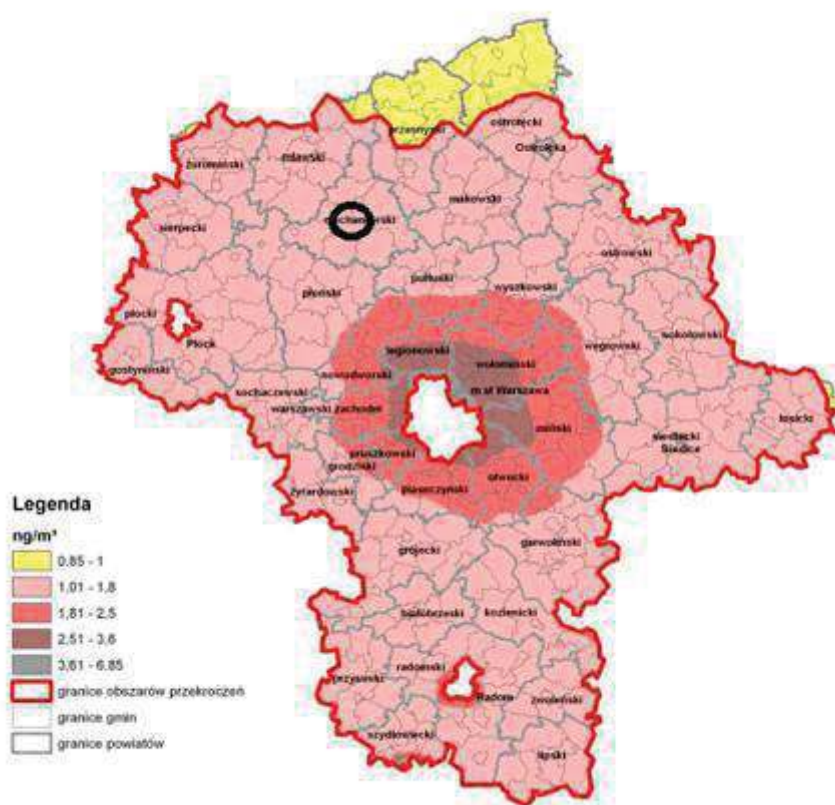 przasnyski
ostrołęcki
Ostrołęka
żuromiński
mławski
makowski
sierpecki
ostrowski
pułtuski
wyszkowski
płoński
płocki
Płock
węgrowski
sokołowski
legionowski
wołomiński
gostyniński
nowodworski
m.st.Warszawa
sochaczewski
warszawski zachodni
łosicki
miński
siedlecki
Siedlce
pruszkowski
grodziski
otwocki
piaseczyński
żyrardowski
Legenda
ng/m³
grójecki
garwoliński
0,85 - 1
1,01 - 1,8
1,81 - 2,5
2,51 - 3,6
3,61 - 6,85
białobrzeski
kozienicki
radomski
przysuski
granice obszarów przekroczeń
Radom
zwoleński
granice gmin
szydłowiecki
granice powiatów
lipski